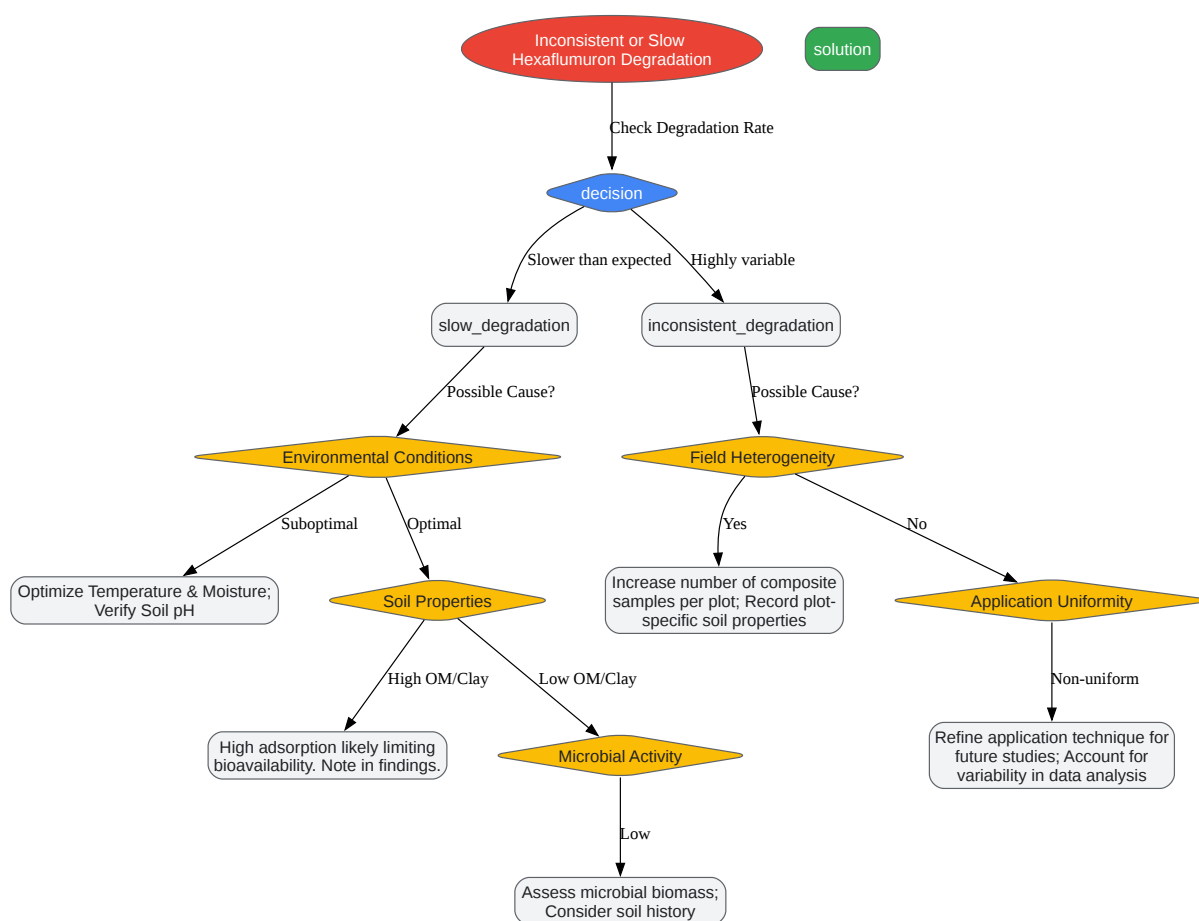 Inconsistent or Slow
Hexaflumuron Degradation
solution
Check Degradation Rate
decision
Slower than expected
Highly variable
slow_degradation
inconsistent_degradation
Possible Cause?
Possible Cause?
Environmental Conditions
Field Heterogeneity
Suboptimal
Optimal
Yes
No
Optimize Temperature & Moisture;
Verify Soil pH
Soil Properties
Increase number of composite
samples per plot; Record plot-
specific soil properties
Application Uniformity
High OM/Clay
Low OM/Clay
Non-uniform
High adsorption likely limiting
bioavailability. Note in findings.
Microbial Activity
Refine application technique for
future studies; Account for
variability in data analysis
Low
Assess microbial biomass;
Consider soil history